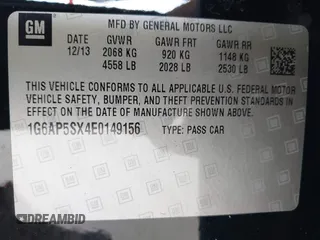 GM
MFD BY GENERAL MOTORS LLC
DATE GVWR GAWR FRT GAWR RR
12/13 2068 KG 920 KG 1148 KG
4558 LB 2028 LB 2530 LB
THIS VEHICLE CONFORMS TO ALL APPLICABLE U.S. FEDERAL MOTOR
VEHICLE SAFETY, BUMPER, AND THEFT PREVENTION STANDARDS IN
EFFECT ON THE DATE OF MANUFACTURE SHOWN ABOVE.
1G6AP5SX4E0149156 TYPE: PASS CAR
DREAMBID